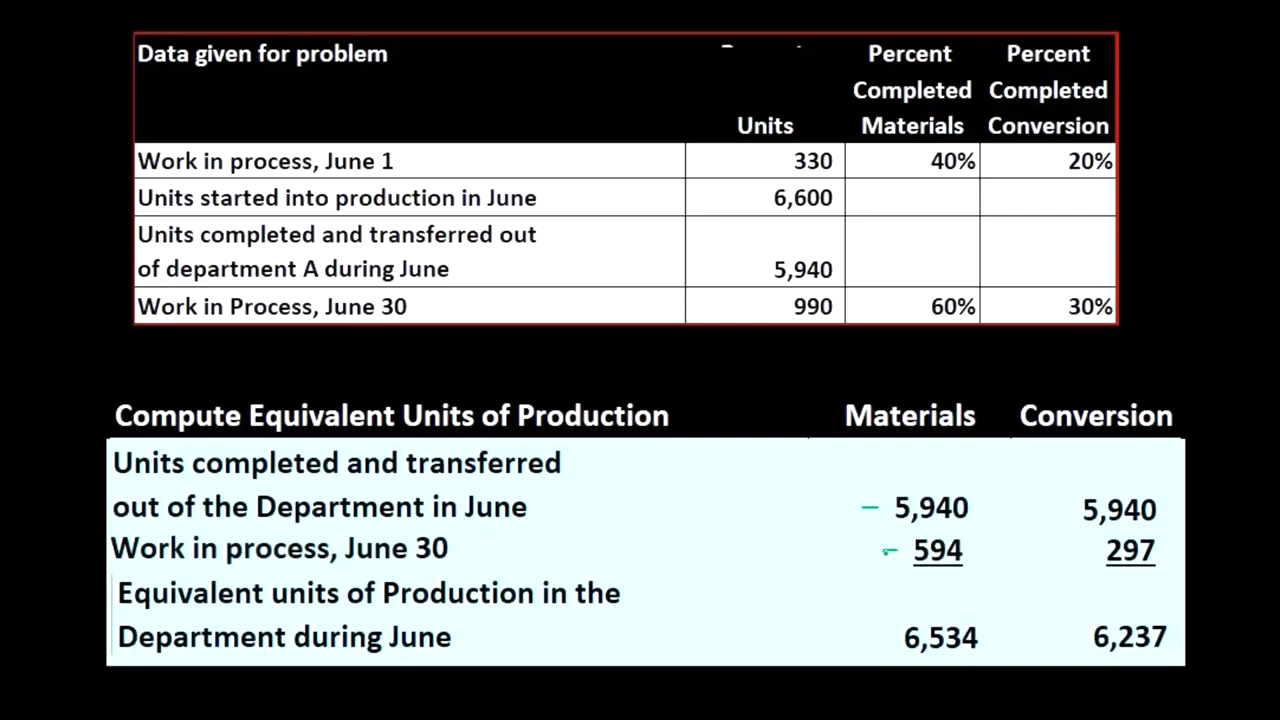 Data given for problem Percent Percent
Completed Completed
Units Materials Conversion
Work in process, June 1 330 40% 20%
Units started into production in June 6,600
Units completed and transferred out
of department A during June 5,940
Work in Process, June 30 990 60% 30%
Compute Equivalent Units of Production Materials Conversion
Units completed and transferred
out of the Department in June – 5,940 5,940
Work in process, June 30 594 297
Equivalent units of Production in the
Department during June 6,534 6,237